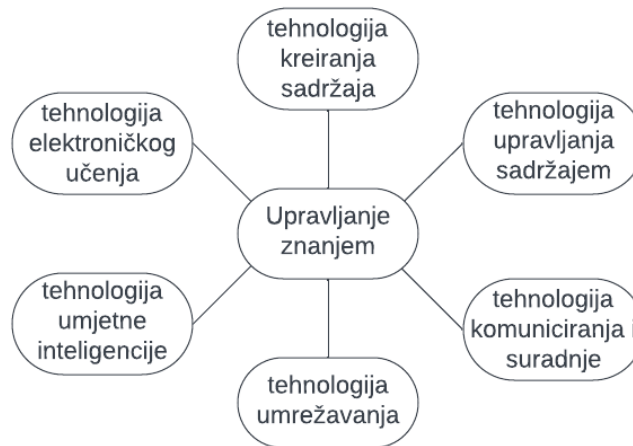 tehnologija
kreiranja
sadržaja
tehnologija
elektroničkog
učenja
tehnologija
upravljanja
sadržajem
Upravljanje
znanjem
tehnologija
umjetne
inteligencije
tehnologija
komuniciranja i
suradnje
tehnologija
umrežavanja